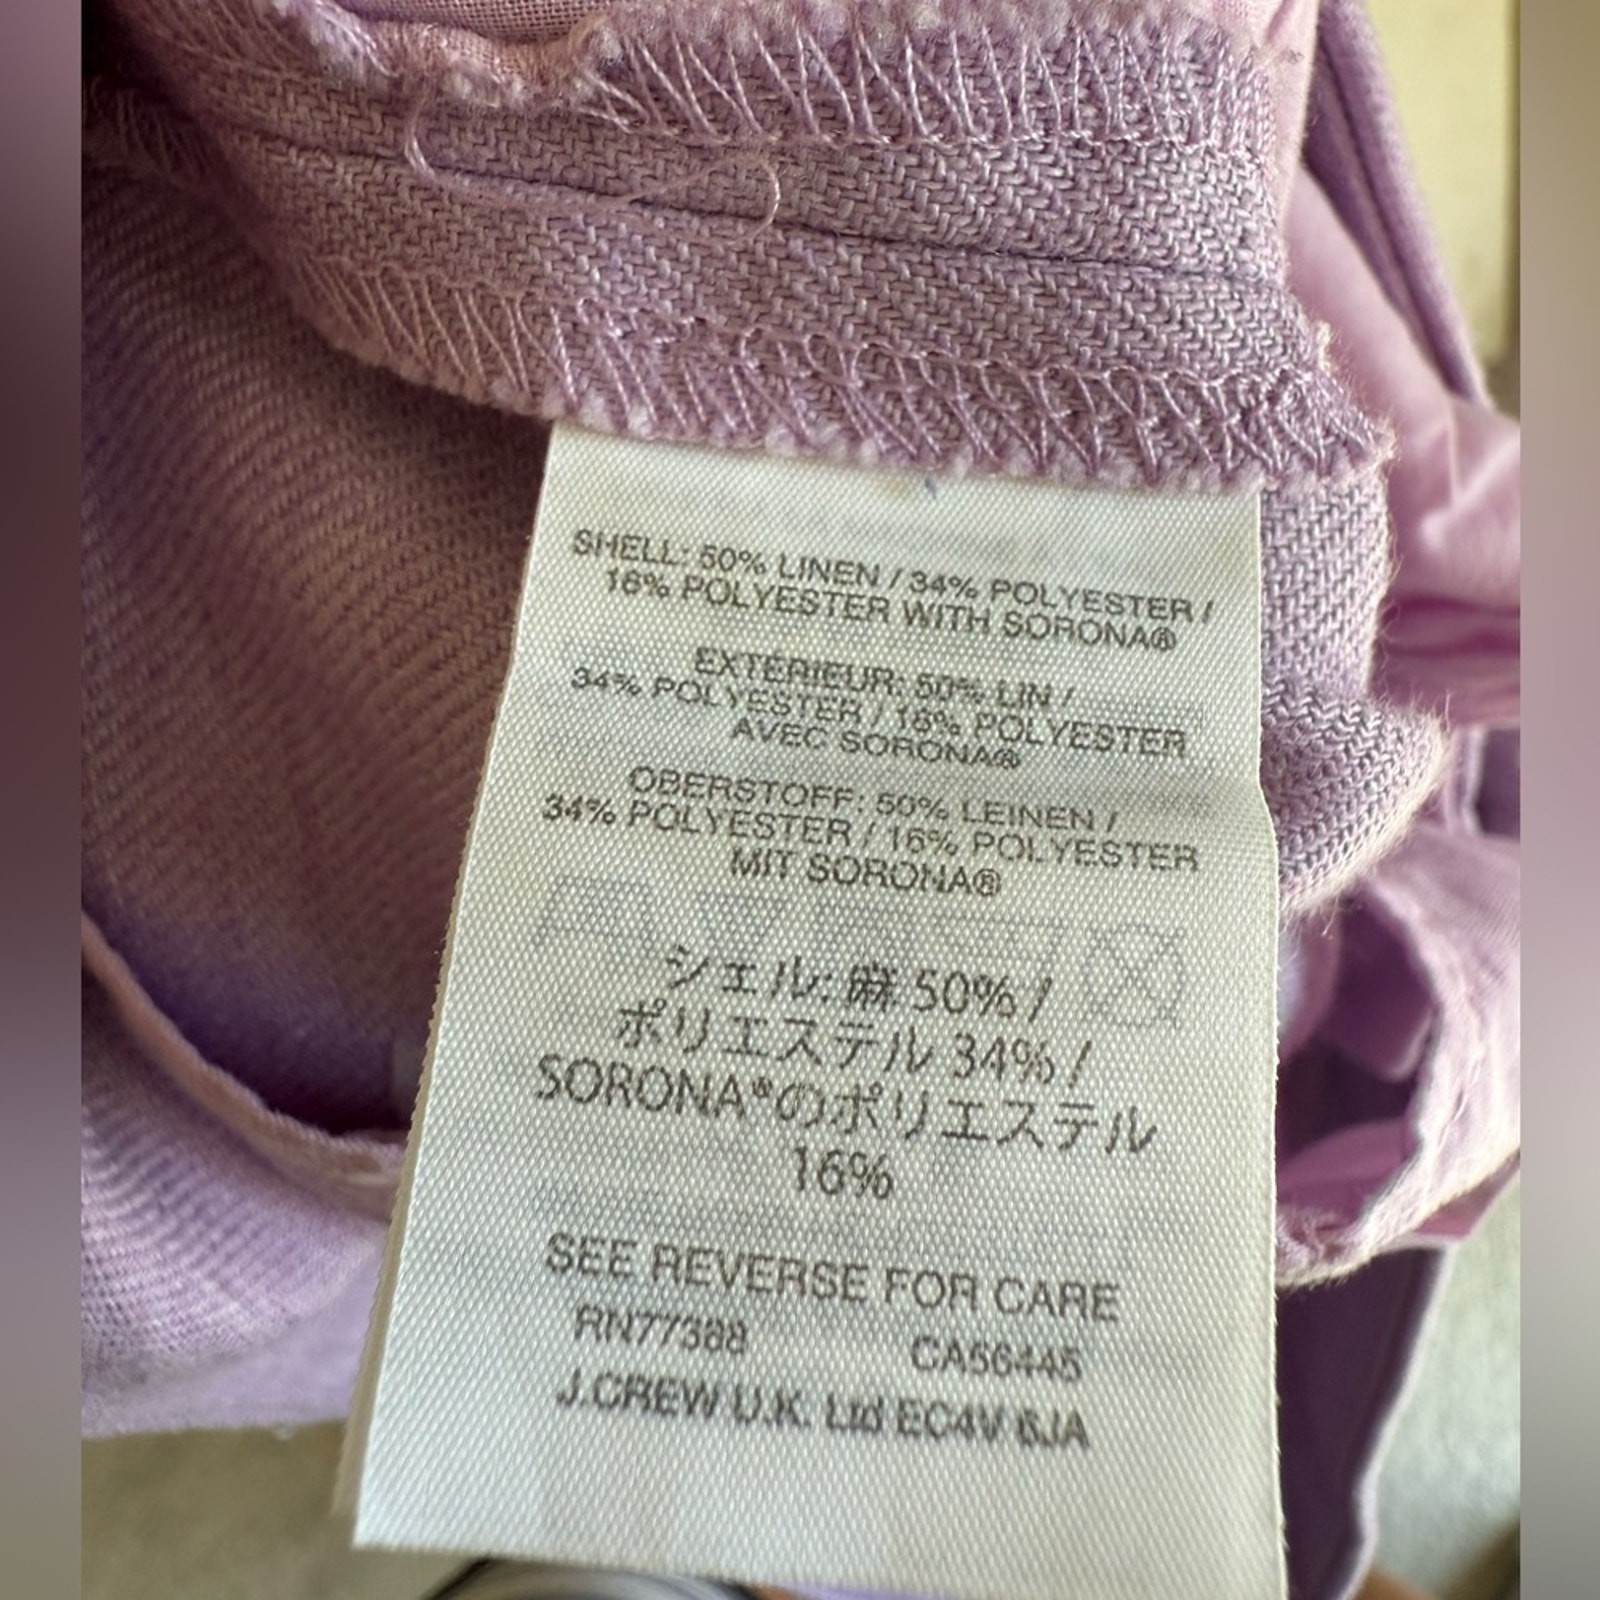 SHELL: 50% LINEN / 34% POLYESTER /
16% POLYESTER WITH SORONA®
EXTERIEUR: 50% LIN /
34% POLYESTER / 16% POLYESTER
AVEC SORONA®
OBERSTOFF: 50% LEINEN /
34% POLYESTER / 16% POLYESTER
MIT SORONA®
シェル: 麻 50% /
ポリエステル 34% /
SORONA®のポリエステル
16%
SEE REVERSE FOR CARE
RN77388 CA56445
J.CREW U.K. Ltd EC4V 6JA